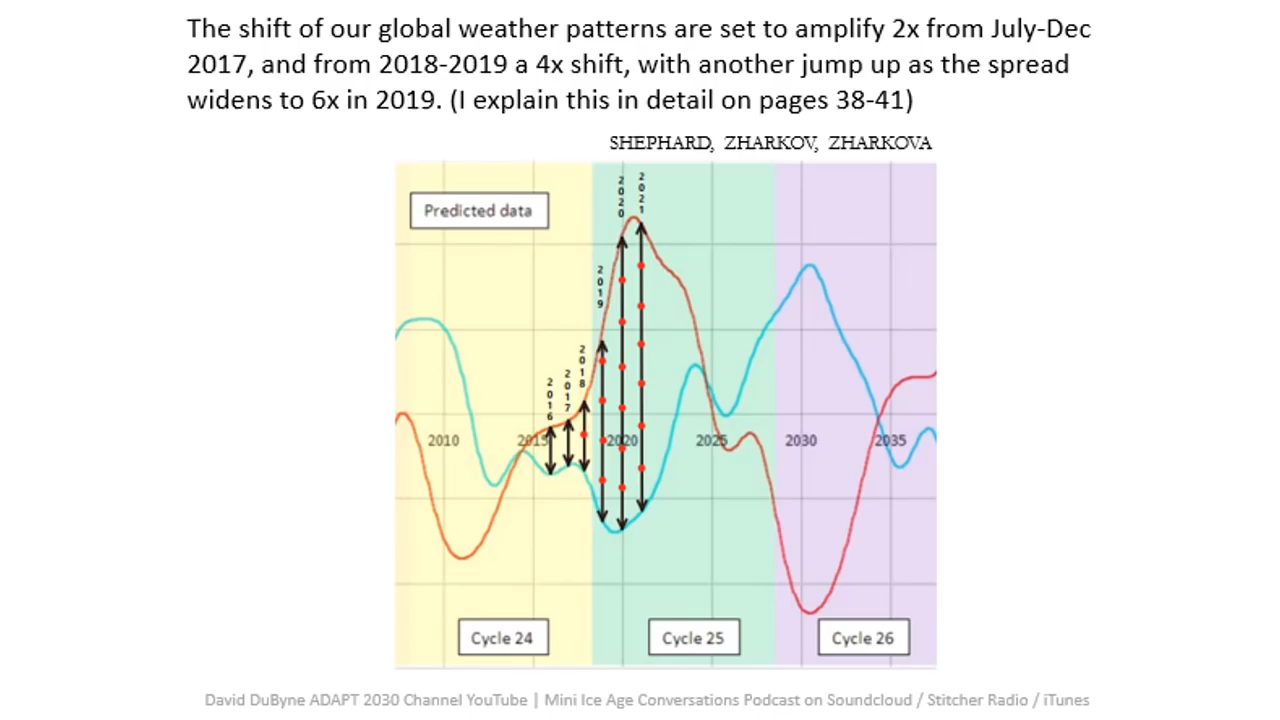 The shift of our global weather patterns are set to amplify 2x from July-Dec
2017, and from 2018-2019 a 4x shift, with another jump up as the spread
widens to 6x in 2019. (I explain this in detail on pages 38-41)
SHEPHARD, ZHARKOV, ZHARKOVA
Predicted data
2016
2017
2018
2019
2020
2021
2010 2015 2020 2025 2030 2035
Cycle 24 Cycle 25 Cycle 26
David DuByne ADAPT 2030 Channel YouTube | Mini Ice Age Conversations Podcast on Soundcloud / Stitcher Radio / iTunes